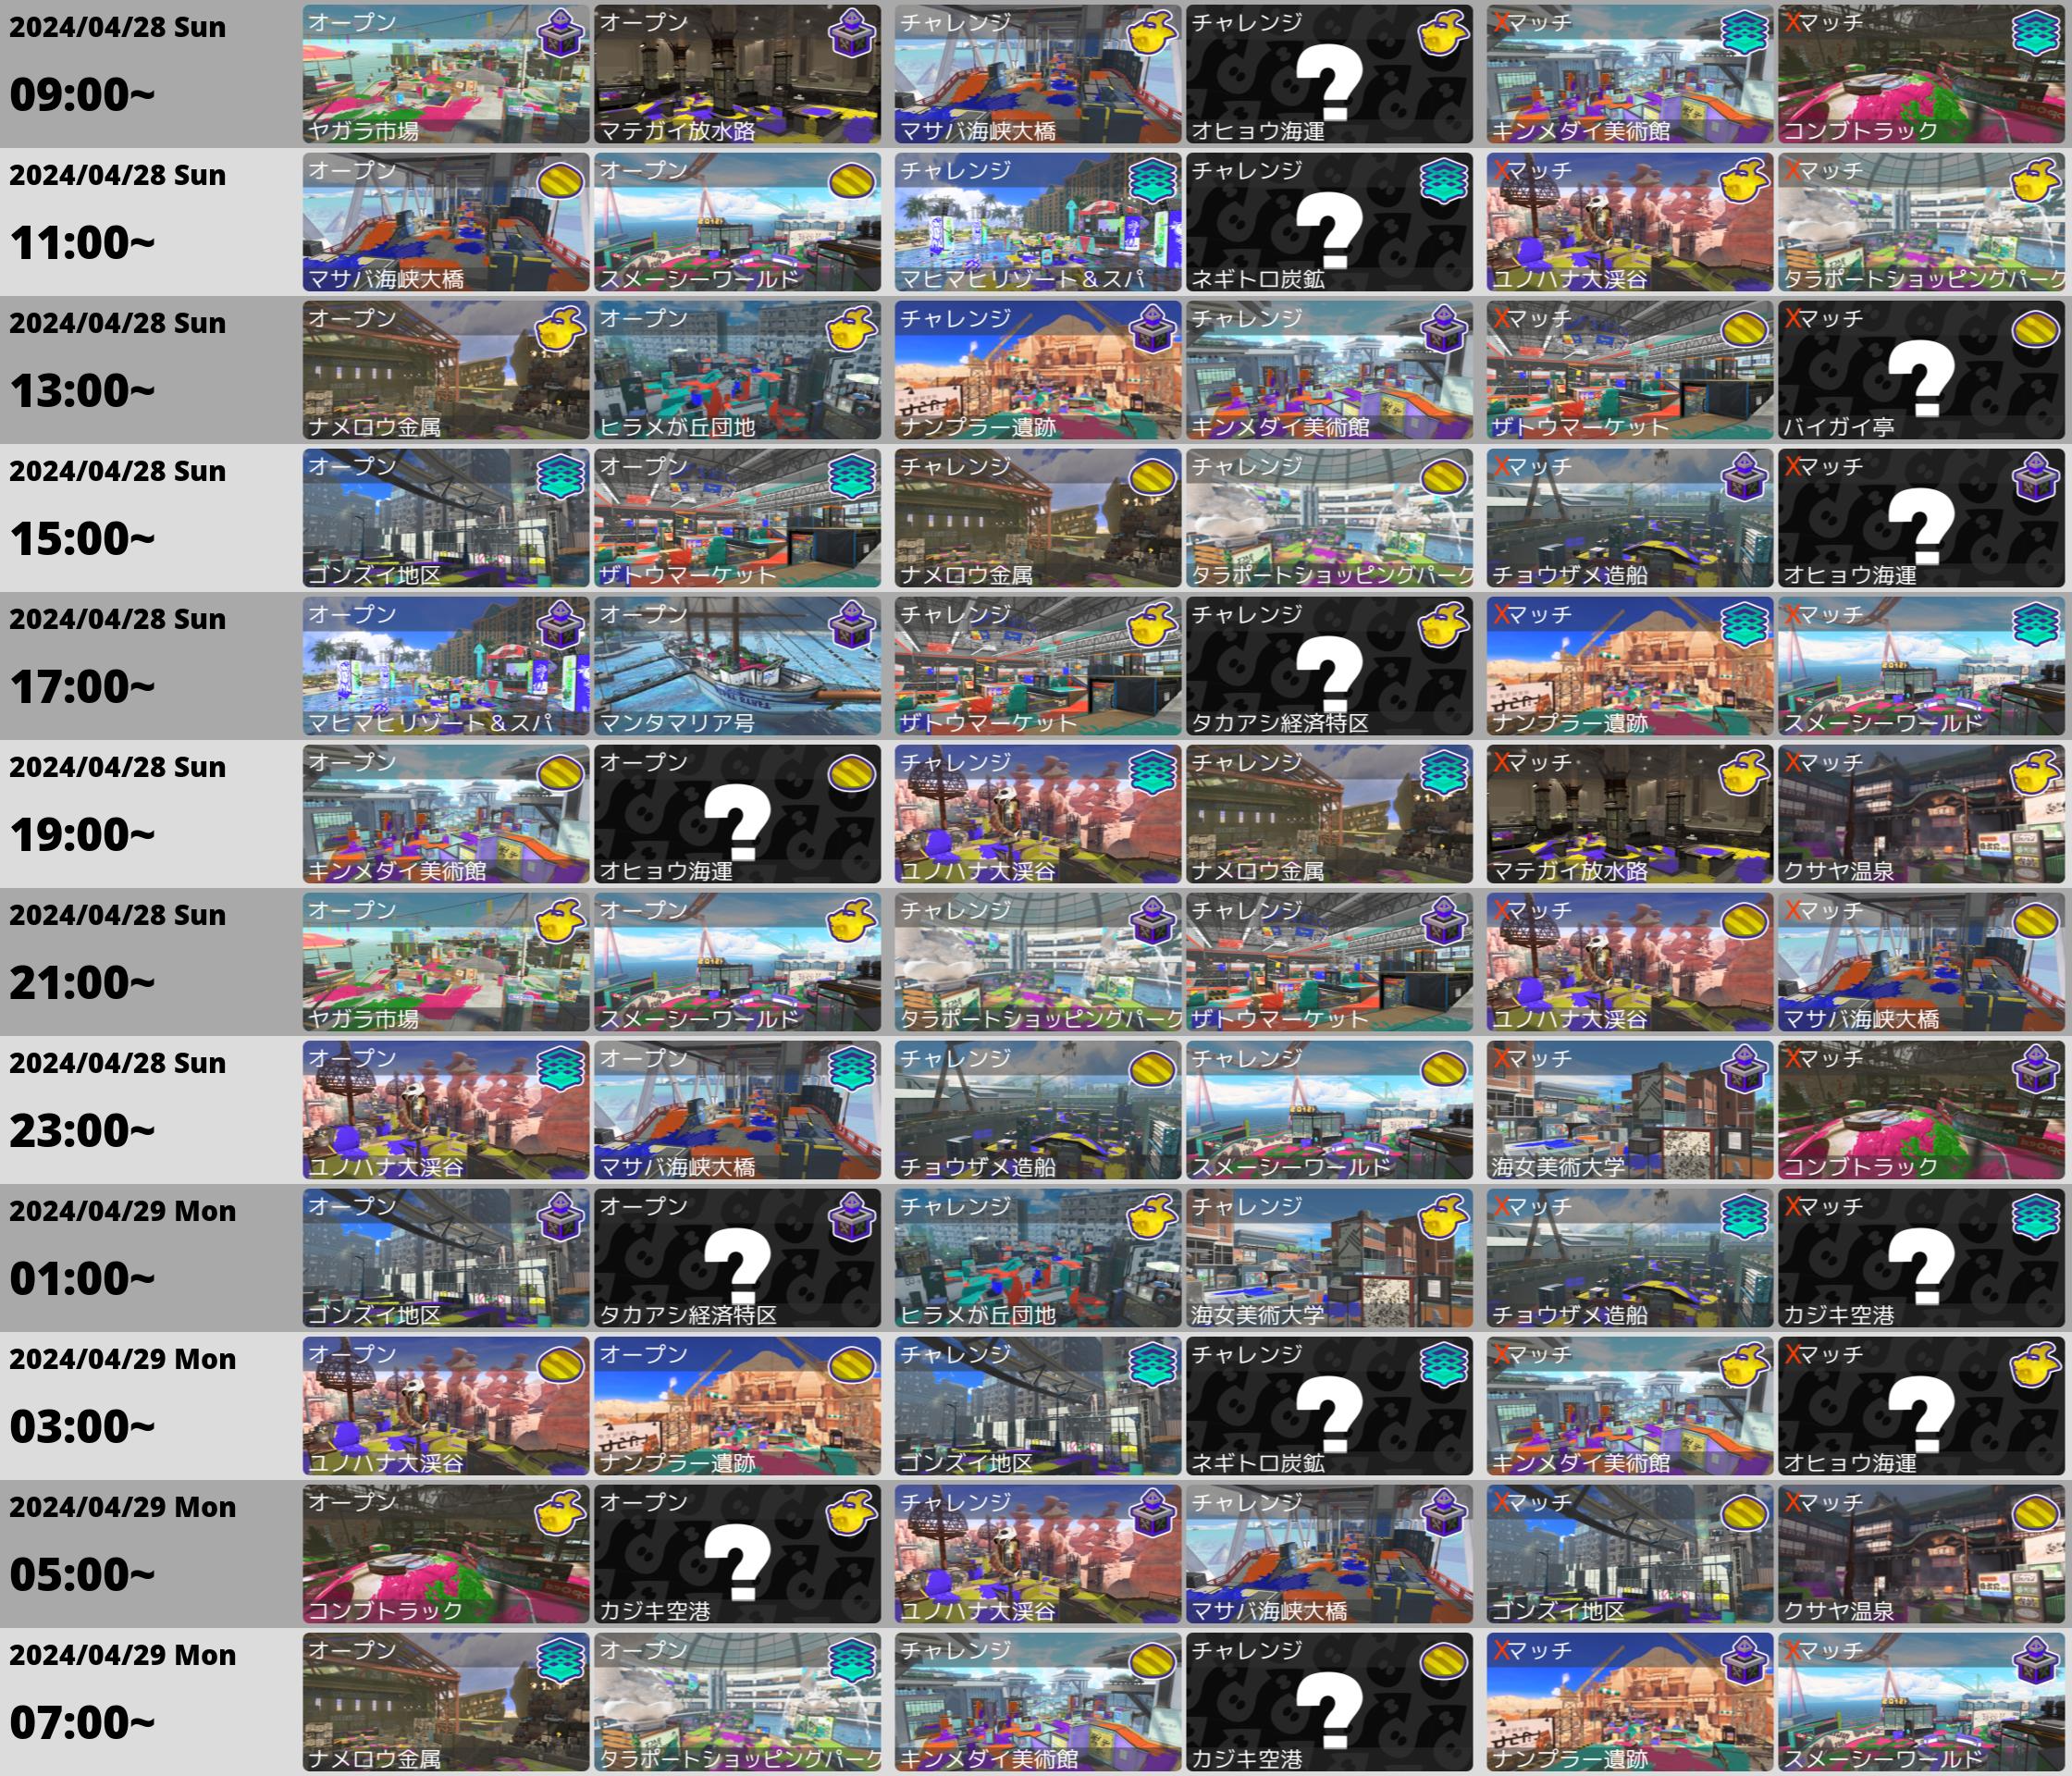 2024/04/28 Sun
09:00~
オープン
ヤガラ市場
オープン
マテガイ放水路
チャレンジ
マサバ海峡大橋
チャレンジ
オヒョウ海運
Xマッチ
キンメダイ美術館
Xマッチ
コンブトラック
2024/04/28 Sun
11:00~
オープン
マサバ海峡大橋
オープン
スメーシーワールド
チャレンジ
マヒマヒリゾート＆スパ
チャレンジ
ネギトロ炭鉱
Xマッチ
ユノハナ大渓谷
Xマッチ
タラポートショッピングパーク
2024/04/28 Sun
13:00~
オープン
ナメロウ金属
オープン
ヒラメが丘団地
チャレンジ
ナンプラー遺跡
チャレンジ
キンメダイ美術館
Xマッチ
ザトウマーケット
Xマッチ
バイガイ亭
2024/04/28 Sun
15:00~
オープン
ゴンズイ地区
オープン
ザトウマーケット
チャレンジ
ナメロウ金属
チャレンジ
タラポートショッピングパーク
Xマッチ
チョウザメ造船
Xマッチ
オヒョウ海運
2024/04/28 Sun
17:00~
オープン
マヒマヒリゾート＆スパ
オープン
マンタマリア号
チャレンジ
ザトウマーケット
チャレンジ
タカアシ経済特区
Xマッチ
ナンプラー遺跡
Xマッチ
スメーシーワールド
2024/04/28 Sun
19:00~
オープン
キンメダイ美術館
オープン
オヒョウ海運
チャレンジ
ユノハナ大渓谷
チャレンジ
ナメロウ金属
Xマッチ
マテガイ放水路
Xマッチ
クサヤ温泉
2024/04/28 Sun
21:00~
オープン
ヤガラ市場
オープン
スメーシーワールド
チャレンジ
タラポートショッピングパーク
チャレンジ
ザトウマーケット
Xマッチ
ユノハナ大渓谷
Xマッチ
マサバ海峡大橋
2024/04/28 Sun
23:00~
オープン
ユノハナ大渓谷
オープン
マサバ海峡大橋
チャレンジ
チョウザメ造船
チャレンジ
スメーシーワールド
Xマッチ
海女美術大学
Xマッチ
コンブトラック
2024/04/29 Mon
01:00~
オープン
ゴンズイ地区
オープン
タカアシ経済特区
チャレンジ
ヒラメが丘団地
チャレンジ
海女美術大学
Xマッチ
チョウザメ造船
Xマッチ
カジキ空港
2024/04/29 Mon
03:00~
オープン
ユノハナ大渓谷
オープン
ナンプラー遺跡
チャレンジ
ゴンズイ地区
チャレンジ
ネギトロ炭鉱
Xマッチ
キンメダイ美術館
Xマッチ
オヒョウ海運
2024/04/29 Mon
05:00~
オープン
コンブトラック
オープン
カジキ空港
チャレンジ
ユノハナ大渓谷
チャレンジ
マサバ海峡大橋
Xマッチ
ゴンズイ地区
Xマッチ
クサヤ温泉
2024/04/29 Mon
07:00~
オープン
ナメロウ金属
オープン
タラポートショッピングパーク
チャレンジ
キンメダイ美術館
チャレンジ
カジキ空港
Xマッチ
ナンプラー遺跡
Xマッチ
スメーシーワールド